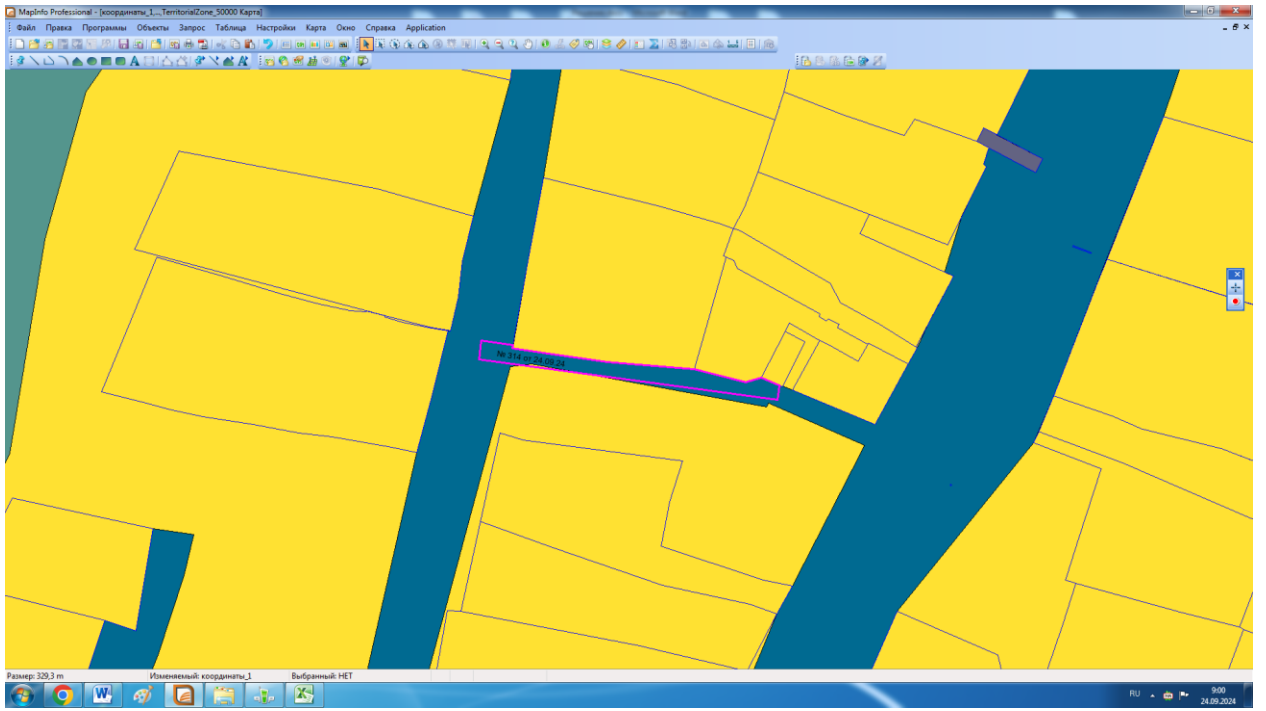 MapInfo Professional - [координаты_1,...,TerritorialZone_50000 Карта]
Файл Правка Программы Объекты Запрос Таблица Настройки Карта Окно Справка Application
№ 314 от 24.09.24
Размер: 329,3 m Изменяемый: координаты_1 Выбранный: НЕТ
RU 9:00
24.09.2024